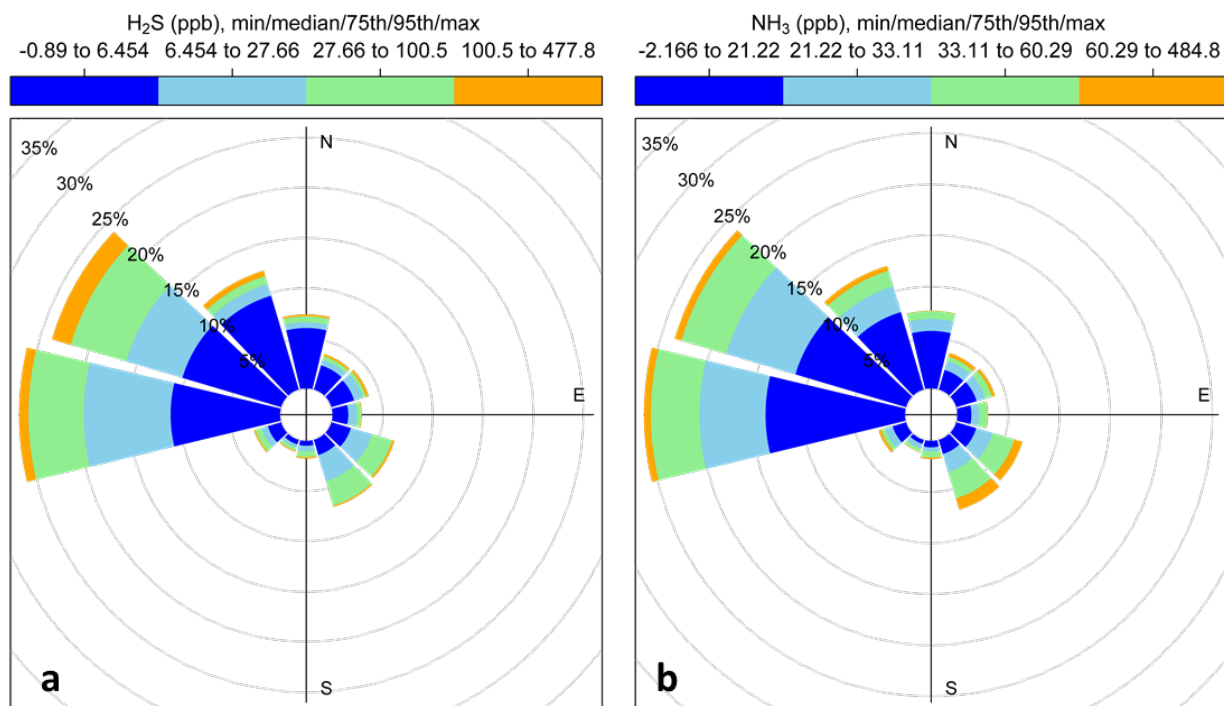 H₂S (ppb), min/median/75th/95th/max
-0.89 to 6.454 6.454 to 27.66 27.66 to 100.5 100.5 to 477.8
N
35%
30%
25%
20%
15%
10%
5%
E
S
a
NH₃ (ppb), min/median/75th/95th/max
-2.166 to 21.22 21.22 to 33.11 33.11 to 60.29 60.29 to 484.8
N
35%
30%
25%
20%
15%
10%
5%
E
S
b